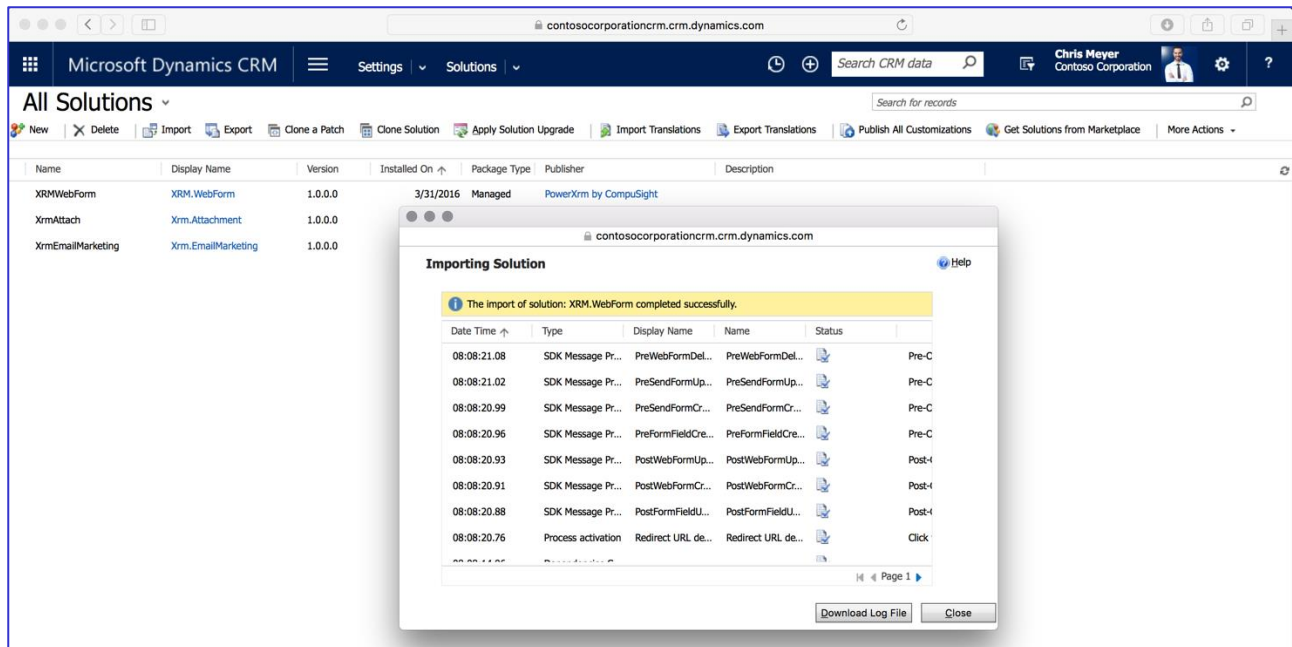 contosocorporationcrm.crm.dynamics.com
Microsoft Dynamics CRM Settings Solutions Search CRM data Chris Meyer Contoso Corporation ?
All Solutions Search for records
New Delete Import Export Clone a Patch Clone Solution Apply Solution Upgrade Import Translations Export Translations Publish All Customizations Get Solutions from Marketplace More Actions
Name Display Name Version Installed On Package Type Publisher Description
XRMWebForm XRM.WebForm 1.0.0.0 3/31/2016 Managed PowerXrm by CompuSight
XrmAttach Xrm.Attachment 1.0.0.0
XrmEmailMarketing Xrm.EmailMarketing 1.0.0.0
contosocorporationcrm.crm.dynamics.com
Importing Solution Help
The import of solution: XRM.WebForm completed successfully.
Date Time Type Display Name Name Status
08:08:21.08 SDK Message Pr... PreWebFormDel... PreWebFormDel... Pre-O
08:08:21.02 SDK Message Pr... PreSendFormUp... PreSendFormUp... Pre-O
08:08:20.99 SDK Message Pr... PreSendFormCr... PreSendFormCr... Pre-O
08:08:20.96 SDK Message Pr... PreFormFieldCre... PreFormFieldCre... Pre-O
08:08:20.93 SDK Message Pr... PostWebFormUp... PostWebFormUp... Post-
08:08:20.91 SDK Message Pr... PostWebFormCr... PostWebFormCr... Post-
08:08:20.88 SDK Message Pr... PostFormFieldU... PostFormFieldU... Post-
08:08:20.76 Process activation Redirect URL de... Redirect URL de... Click
Page 1
Download Log File Close